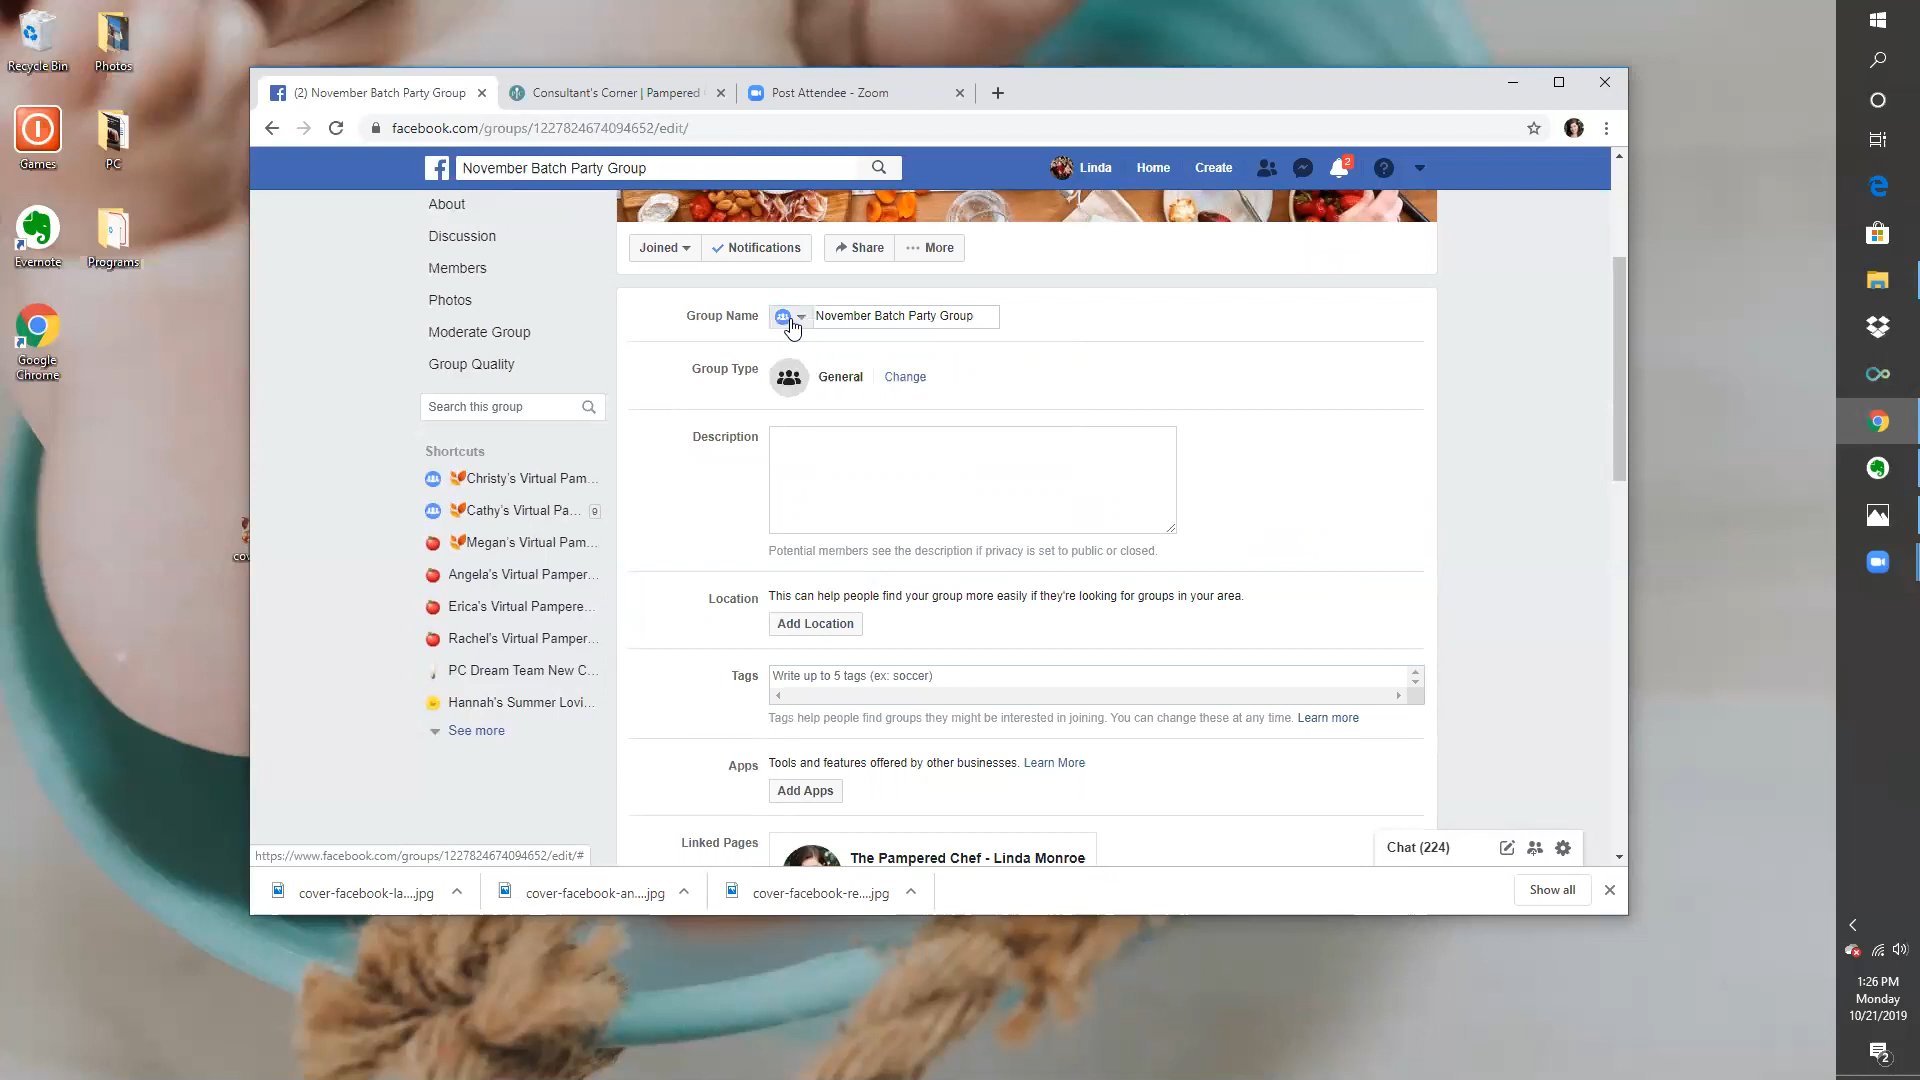 Recycle Bin
Photos
Games
PC
Evernote
Programs
Google
Chrome
(2) November Batch Party Group
Consultant's Corner | Pampered
Post Attendee - Zoom
facebook.com/groups/1227824674094652/edit/
November Batch Party Group
Linda
Home
Create
2
About
Discussion
Members
Photos
Moderate Group
Group Quality
Search this group
Shortcuts
Christy's Virtual Pam...
Cathy's Virtual Pa... 9
Megan's Virtual Pam...
Angela's Virtual Pamper...
Erica's Virtual Pampere...
Rachel's Virtual Pamper...
PC Dream Team New C...
Hannah's Summer Lovi...
See more
Joined
Notifications
Share
More
Group Name
November Batch Party Group
Group Type
General
Change
Description
Potential members see the description if privacy is set to public or closed.
Location
This can help people find your group more easily if they're looking for groups in your area.
Add Location
Tags
Write up to 5 tags (ex: soccer)
Tags help people find groups they might be interested in joining. You can change these at any time. Learn more
Apps
Tools and features offered by other businesses. Learn More
Add Apps
Linked Pages
The Pampered Chef - Linda Monroe
Chat (224)
https://www.facebook.com/groups/1227824674094652/edit/#
cover-facebook-la....jpg
cover-facebook-an....jpg
cover-facebook-re....jpg
Show all
1:26 PM
Monday
10/21/2019
2